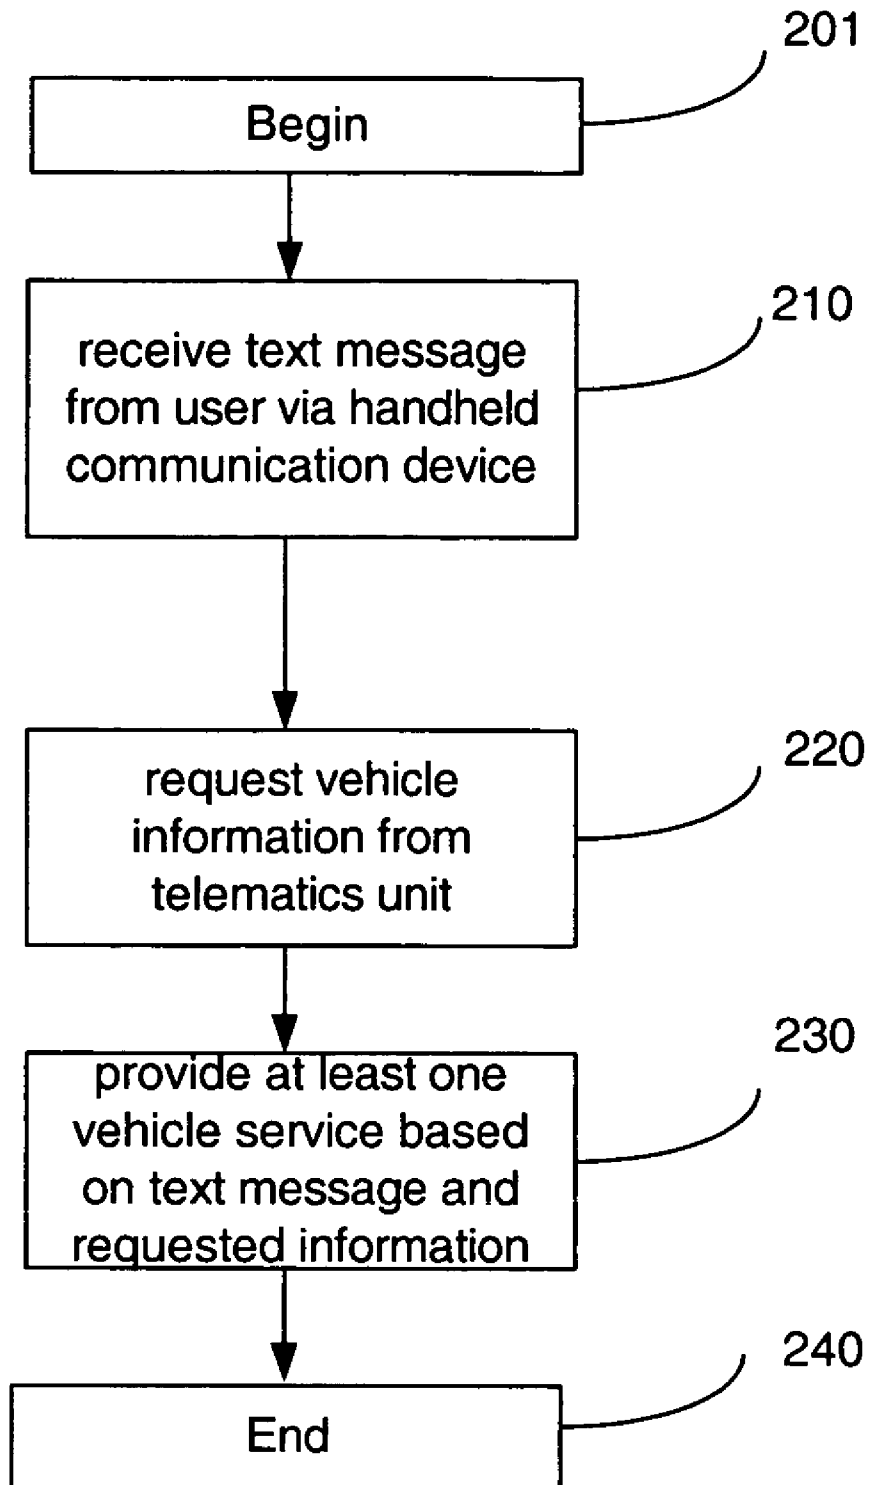 201
Begin
210
receive text message
from user via handheld
communication device
220
request vehicle
information from
telematics unit
230
provide at least one
vehicle service based
on text message and
requested information
240
End